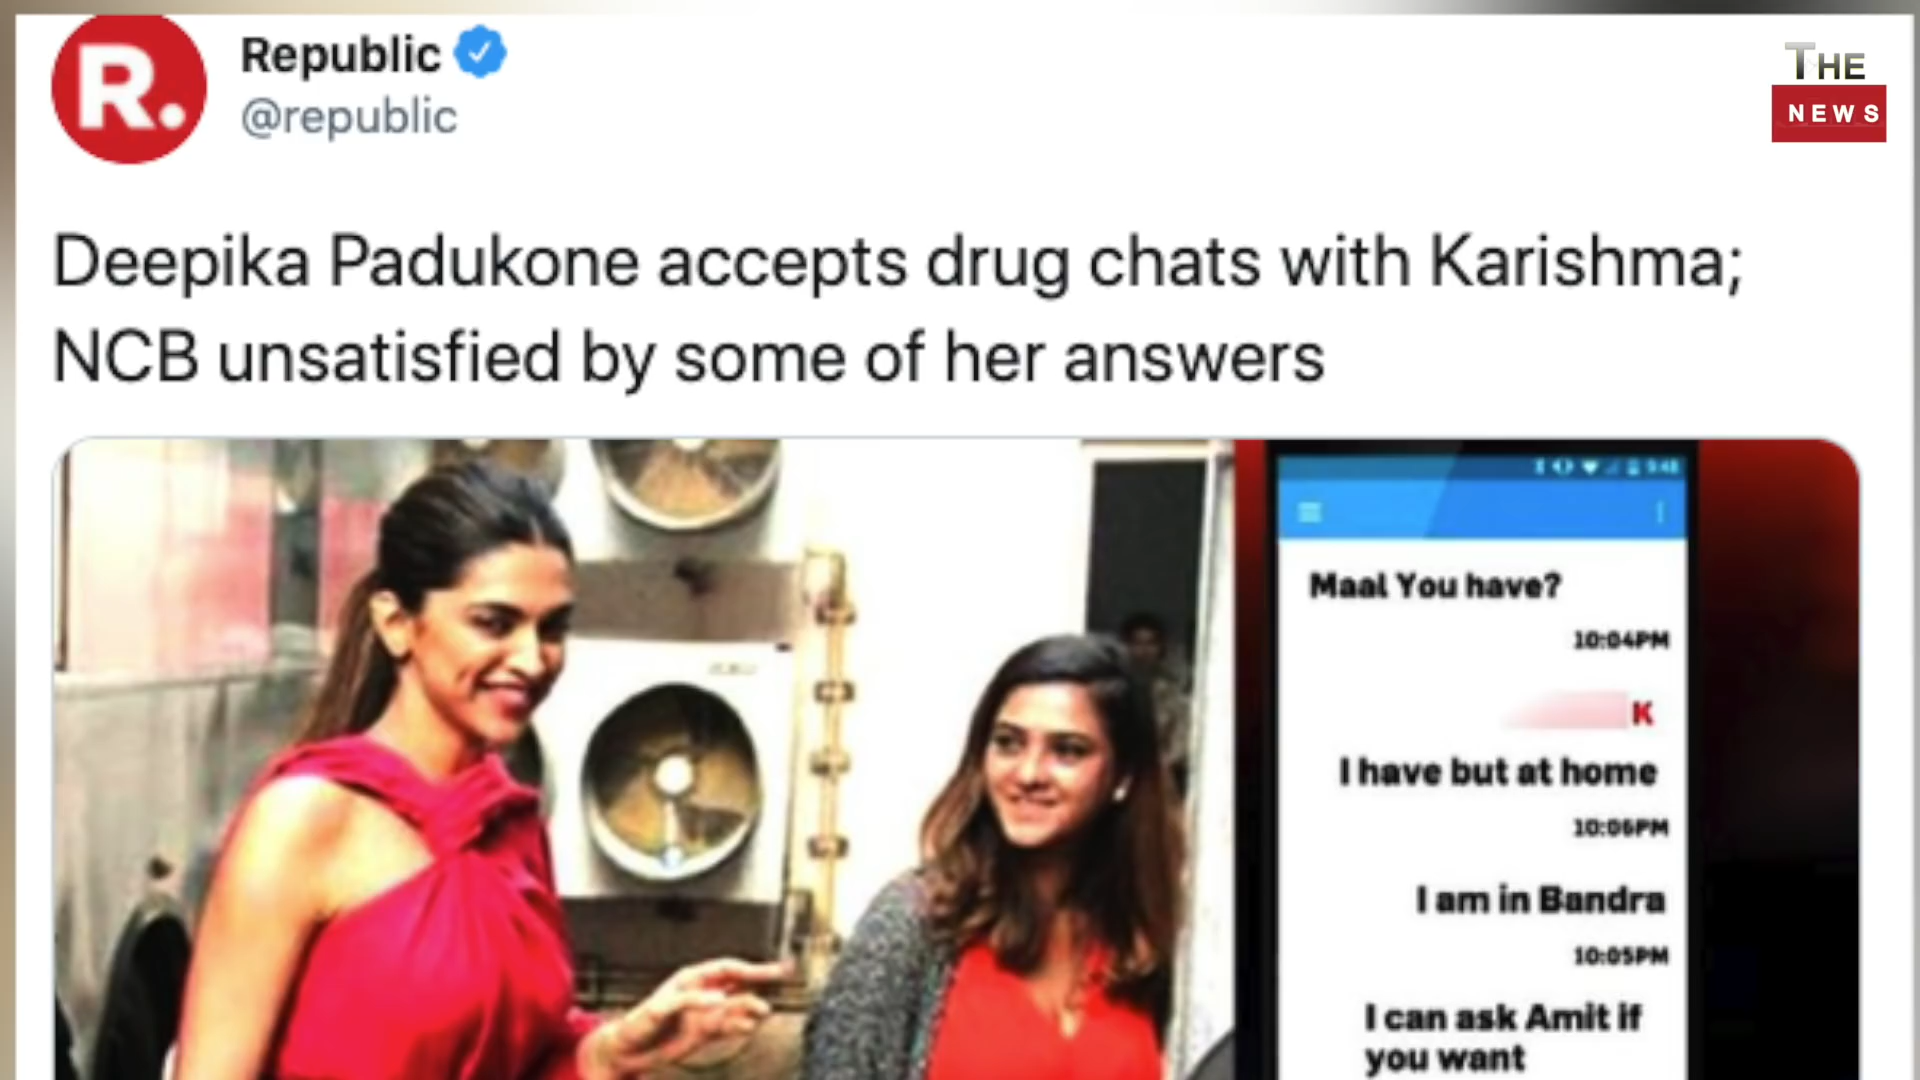 R.
Republic
@republic
THE
NEWS
Deepika Padukone accepts drug chats with Karishma;
NCB unsatisfied by some of her answers
9:48
Maal You have?
10:04PM
K
I have but at home
10:06PM
I am in Bandra
10:05PM
I can ask Amit if
you want